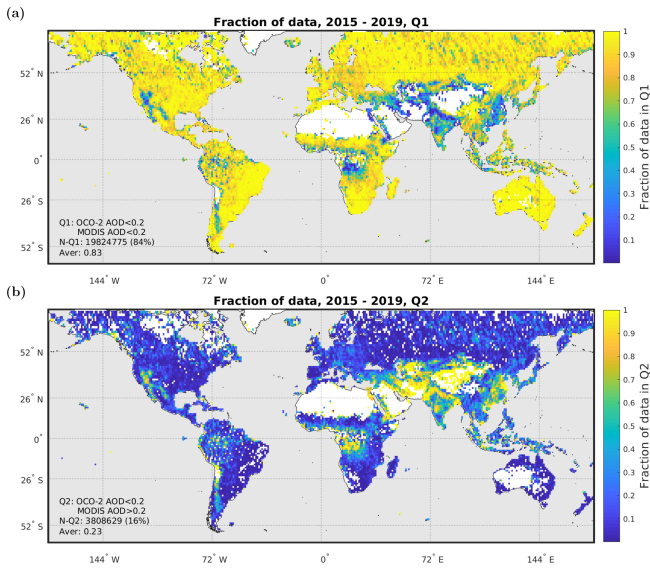 (a)
Fraction of data, 2015 - 2019, Q1
52° N
26° N
0°
26° S
52° S
Q1: OCO-2 AOD<0.2
MODIS AOD<0.2
N-Q1: 19824775 (84%)
Aver: 0.83
144° W
72° W
0°
72° E
144° E
1
0.9
0.8
0.7
0.6
0.5
0.4
0.3
0.2
0.1
Fraction of data in Q1
(b)
Fraction of data, 2015 - 2019, Q2
52° N
26° N
0°
26° S
52° S
Q2: OCO-2 AOD<0.2
MODIS AOD>0.2
N-Q2: 3808629 (16%)
Aver: 0.23
144° W
72° W
0°
72° E
144° E
1
0.9
0.8
0.7
0.6
0.5
0.4
0.3
0.2
0.1
Fraction of data in Q2